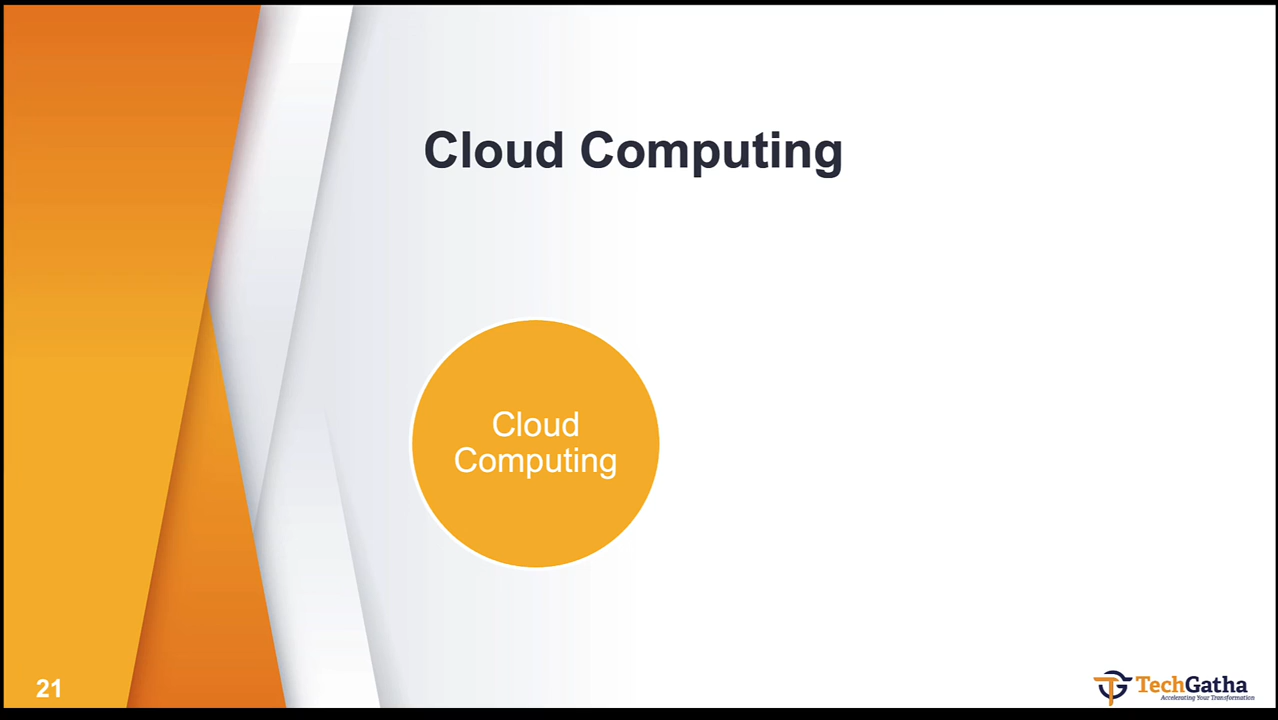 Cloud Computing
Cloud
Computing
21
TechGatha
Accelerating Your Transformation